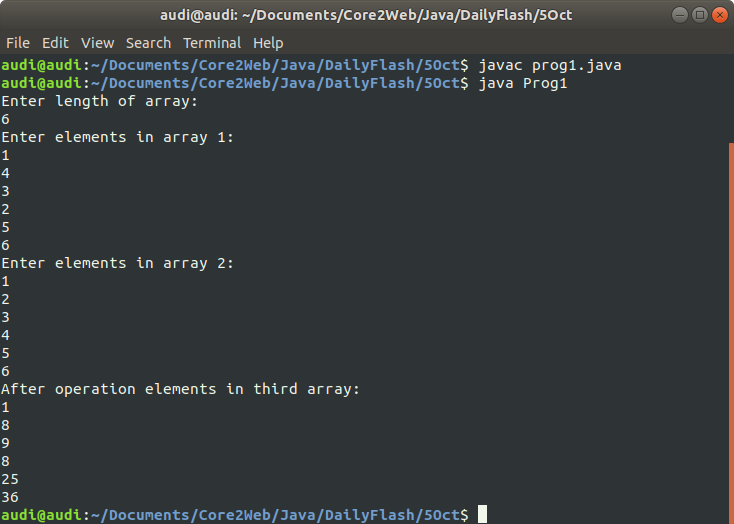 audi@audi: ~/Documents/Core2Web/Java/DailyFlash/5Oct
File Edit View Search Terminal Help
audi@audi:~/Documents/Core2Web/Java/DailyFlash/5Oct$ javac prog1.java
audi@audi:~/Documents/Core2Web/Java/DailyFlash/5Oct$ java Prog1
Enter length of array:
6
Enter elements in array 1:
1
4
3
2
5
6
Enter elements in array 2:
1
2
3
4
5
6
After operation elements in third array:
1
8
9
8
25
36
audi@audi:~/Documents/Core2Web/Java/DailyFlash/5Oct$